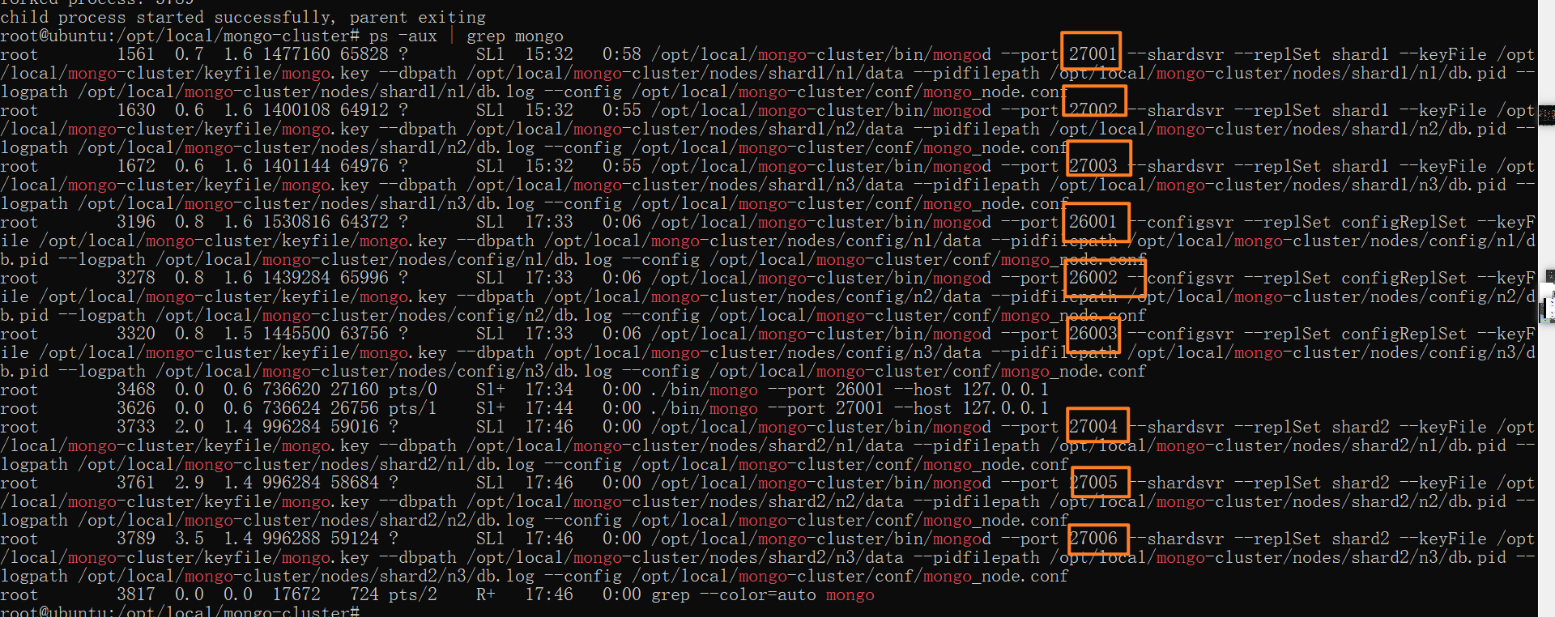 forked process: 3789
child process started successfully, parent exiting
root@ubuntu:/opt/local/mongo-cluster# ps -aux | grep mongo
root 1561 0.7 1.6 1477160 65828 ? SLl 15:32 0:58 /opt/local/mongo-cluster/bin/mongod --port 27001 --shardsvr --replSet shard1 --keyFile /opt
/local/mongo-cluster/keyfile/mongo.key --dbpath /opt/local/mongo-cluster/nodes/shard1/n1/data --pidfilepath /opt/local/mongo-cluster/nodes/shard1/n1/db.pid --
logpath /opt/local/mongo-cluster/nodes/shard1/n1/db.log --config /opt/local/mongo-cluster/conf/mongo_node.conf
root 1630 0.6 1.6 1400108 64912 ? SLl 15:32 0:55 /opt/local/mongo-cluster/bin/mongod --port 27002 --shardsvr --replSet shard1 --keyFile /opt
/local/mongo-cluster/keyfile/mongo.key --dbpath /opt/local/mongo-cluster/nodes/shard1/n2/data --pidfilepath /opt/local/mongo-cluster/nodes/shard1/n2/db.pid --
logpath /opt/local/mongo-cluster/nodes/shard1/n2/db.log --config /opt/local/mongo-cluster/conf/mongo_node.conf
root 1672 0.6 1.6 1401144 64976 ? SLl 15:32 0:55 /opt/local/mongo-cluster/bin/mongod --port 27003 --shardsvr --replSet shard1 --keyFile /opt
/local/mongo-cluster/keyfile/mongo.key --dbpath /opt/local/mongo-cluster/nodes/shard1/n3/data --pidfilepath /opt/local/mongo-cluster/nodes/shard1/n3/db.pid --
logpath /opt/local/mongo-cluster/nodes/shard1/n3/db.log --config /opt/local/mongo-cluster/conf/mongo_node.conf
root 3196 0.8 1.6 1530816 64372 ? SLl 17:33 0:06 /opt/local/mongo-cluster/bin/mongod --port 26001 --configsvr --replSet configReplSet --keyF
ile /opt/local/mongo-cluster/keyfile/mongo.key --dbpath /opt/local/mongo-cluster/nodes/config/n1/data --pidfilepath /opt/local/mongo-cluster/nodes/config/n1/d
b.pid --logpath /opt/local/mongo-cluster/nodes/config/n1/db.log --config /opt/local/mongo-cluster/conf/mongo_node.conf
root 3278 0.8 1.6 1439284 65996 ? SLl 17:33 0:06 /opt/local/mongo-cluster/bin/mongod --port 26002 --configsvr --replSet configReplSet --keyF
ile /opt/local/mongo-cluster/keyfile/mongo.key --dbpath /opt/local/mongo-cluster/nodes/config/n2/data --pidfilepath /opt/local/mongo-cluster/nodes/config/n2/d
b.pid --logpath /opt/local/mongo-cluster/nodes/config/n2/db.log --config /opt/local/mongo-cluster/conf/mongo_node.conf
root 3320 0.8 1.5 1445500 63756 ? SLl 17:33 0:06 /opt/local/mongo-cluster/bin/mongod --port 26003 --configsvr --replSet configReplSet --keyF
ile /opt/local/mongo-cluster/keyfile/mongo.key --dbpath /opt/local/mongo-cluster/nodes/config/n3/data --pidfilepath /opt/local/mongo-cluster/nodes/config/n3/d
b.pid --logpath /opt/local/mongo-cluster/nodes/config/n3/db.log --config /opt/local/mongo-cluster/conf/mongo_node.conf
root 3468 0.0 0.6 736620 27160 pts/0 Sl+ 17:34 0:00 ./bin/mongo --port 26001 --host 127.0.0.1
root 3626 0.0 0.6 736624 26756 pts/1 Sl+ 17:44 0:00 ./bin/mongo --port 27001 --host 127.0.0.1
root 3733 2.0 1.4 996284 59016 ? SLl 17:46 0:00 /opt/local/mongo-cluster/bin/mongod --port 27004 --shardsvr --replSet shard2 --keyFile /opt
/local/mongo-cluster/keyfile/mongo.key --dbpath /opt/local/mongo-cluster/nodes/shard2/n1/data --pidfilepath /opt/local/mongo-cluster/nodes/shard2/n1/db.pid --
logpath /opt/local/mongo-cluster/nodes/shard2/n1/db.log --config /opt/local/mongo-cluster/conf/mongo_node.conf
root 3761 2.9 1.4 996284 58684 ? SLl 17:46 0:00 /opt/local/mongo-cluster/bin/mongod --port 27005 --shardsvr --replSet shard2 --keyFile /opt
/local/mongo-cluster/keyfile/mongo.key --dbpath /opt/local/mongo-cluster/nodes/shard2/n2/data --pidfilepath /opt/local/mongo-cluster/nodes/shard2/n2/db.pid --
logpath /opt/local/mongo-cluster/nodes/shard2/n2/db.log --config /opt/local/mongo-cluster/conf/mongo_node.conf
root 3789 3.5 1.4 996288 59124 ? SLl 17:46 0:00 /opt/local/mongo-cluster/bin/mongod --port 27006 --shardsvr --replSet shard2 --keyFile /opt
/local/mongo-cluster/keyfile/mongo.key --dbpath /opt/local/mongo-cluster/nodes/shard2/n3/data --pidfilepath /opt/local/mongo-cluster/nodes/shard2/n3/db.pid --
logpath /opt/local/mongo-cluster/nodes/shard2/n3/db.log --config /opt/local/mongo-cluster/conf/mongo_node.conf
root 3817 0.0 0.0 17672 724 pts/2 R+ 17:46 0:00 grep --color=auto mongo
root@ubuntu:/opt/local/mongo-cluster#